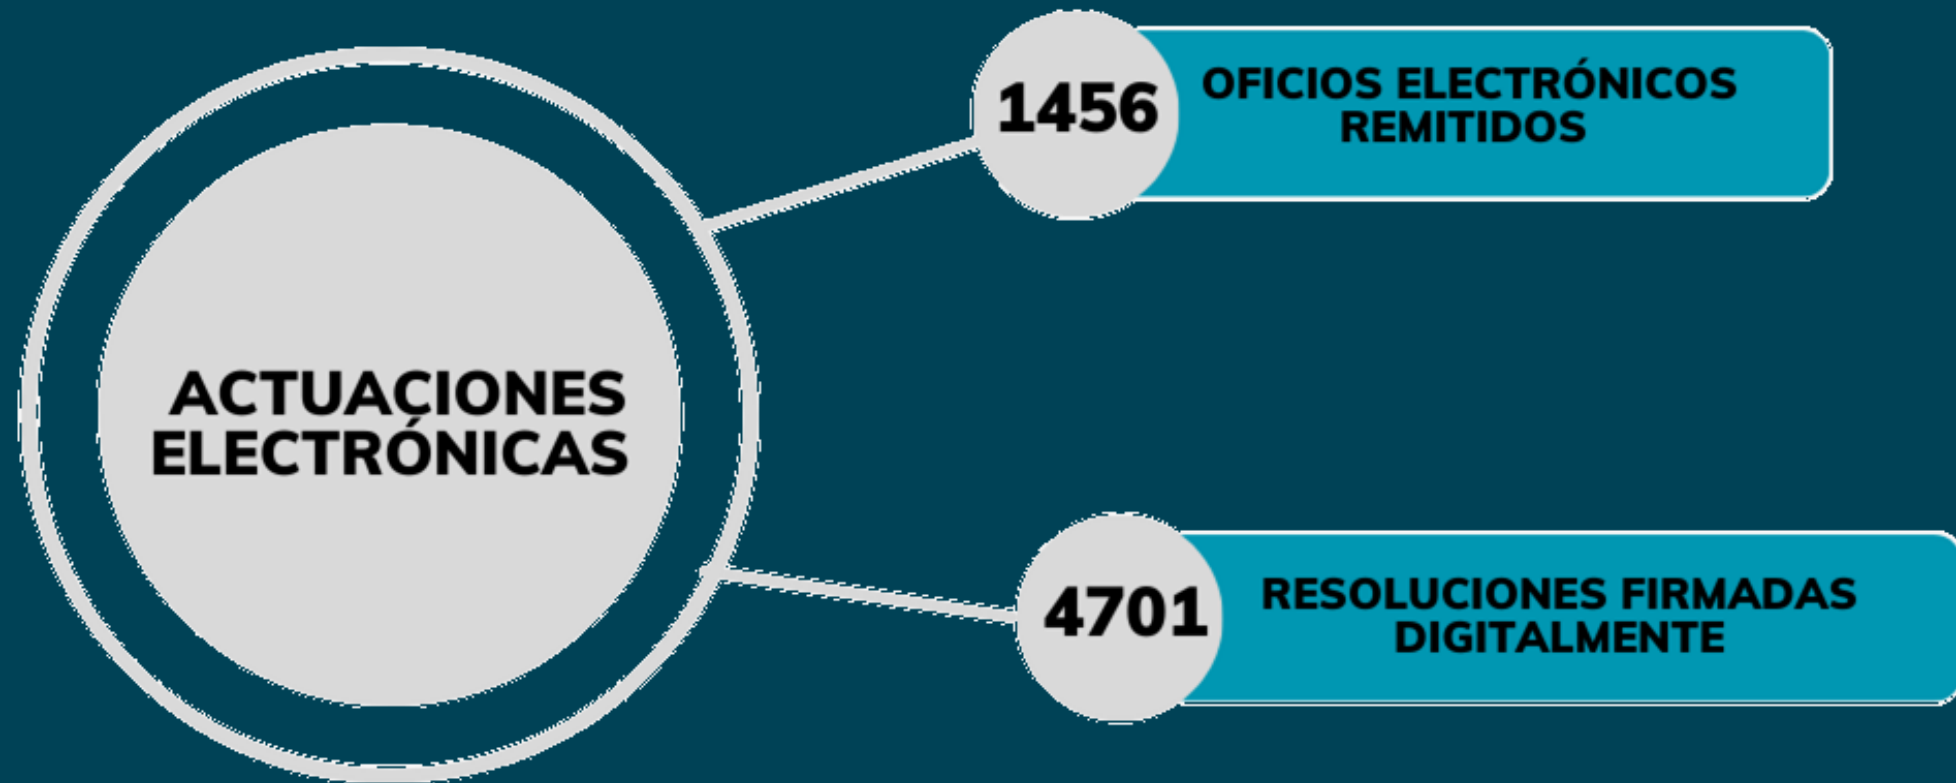 ACTUACIONES
ELECTRÓNICAS
1456
OFICIOS ELECTRÓNICOS
REMITIDOS
4701
RESOLUCIONES FIRMADAS
DIGITALMENTE